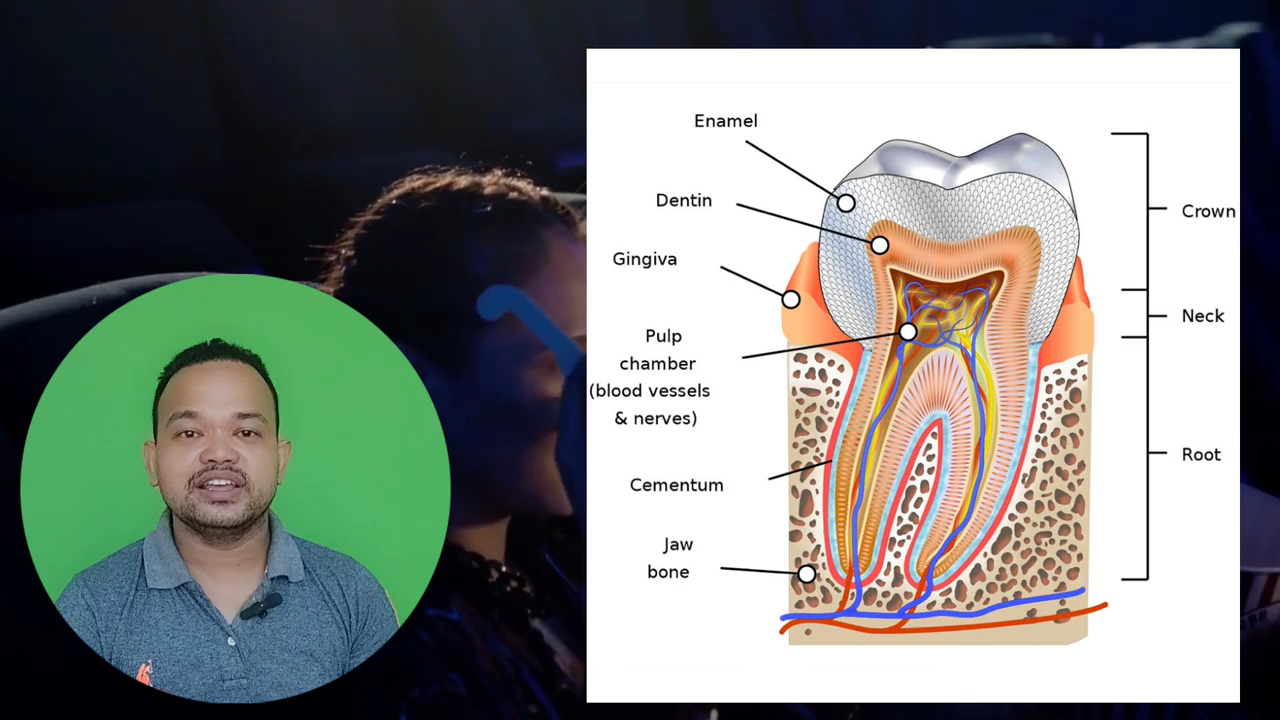 Enamel
Dentin
Gingiva
Pulp
chamber
(blood vessels
& nerves)
Cementum
Jaw
bone
Crown
Neck
Root